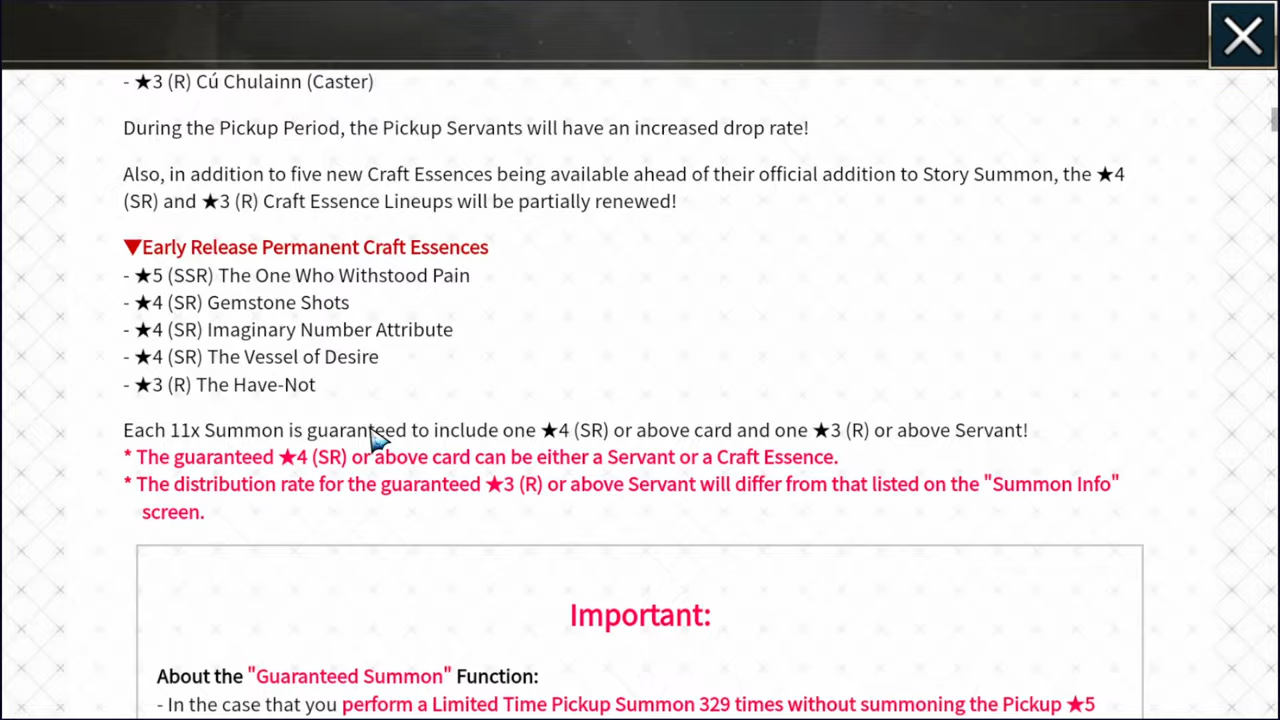 - ★3 (R) Cú Chulainn (Caster)
During the Pickup Period, the Pickup Servants will have an increased drop rate!
Also, in addition to five new Craft Essences being available ahead of their official addition to Story Summon, the ★4
(SR) and ★3 (R) Craft Essence Lineups will be partially renewed!
▼Early Release Permanent Craft Essences
- ★5 (SSR) The One Who Withstood Pain
- ★4 (SR) Gemstone Shots
- ★4 (SR) Imaginary Number Attribute
- ★4 (SR) The Vessel of Desire
- ★3 (R) The Have-Not
Each 11x Summon is guaranteed to include one ★4 (SR) or above card and one ★3 (R) or above Servant!
* The guaranteed ★4 (SR) or above card can be either a Servant or a Craft Essence.
* The distribution rate for the guaranteed ★3 (R) or above Servant will differ from that listed on the "Summon Info"
screen.
Important:
About the "Guaranteed Summon" Function:
- In the case that you perform a Limited Time Pickup Summon 329 times without summoning the Pickup ★5